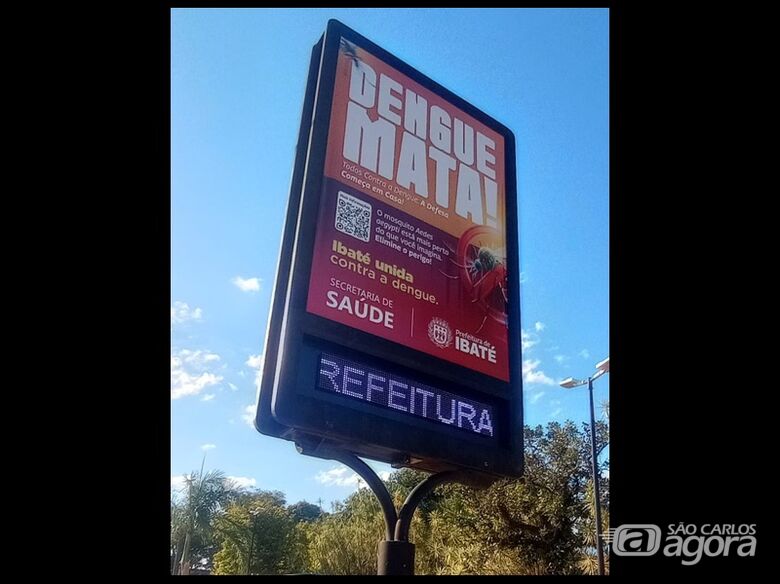 DENGUE
MATA!
Todos Contra a Dengue: A Defesa
Começa em Casa!
O mosquito Aedes
aegypti está mais perto
do que você imagina.
Elimine o perigo!
Ibaté unida
contra a dengue.
SECRETARIA DE
SAÚDE
Prefeitura de
IBATÉ
REFEITURA
SÃO CARLOS
agora